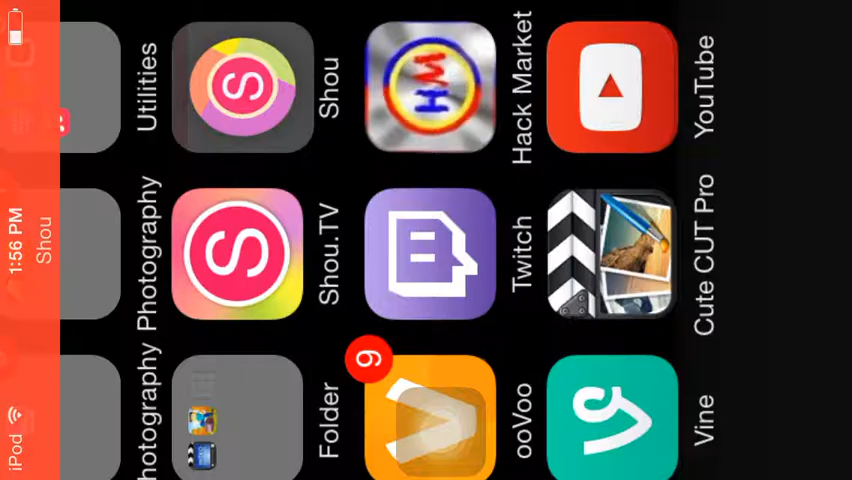 iPod 1:56 PM
Shou
hotography Photography Utilities
S S
Folder Shou.TV Shou
9
HM
ooVoo Twitch Hack Market
Vine Cute CUT Pro YouTube